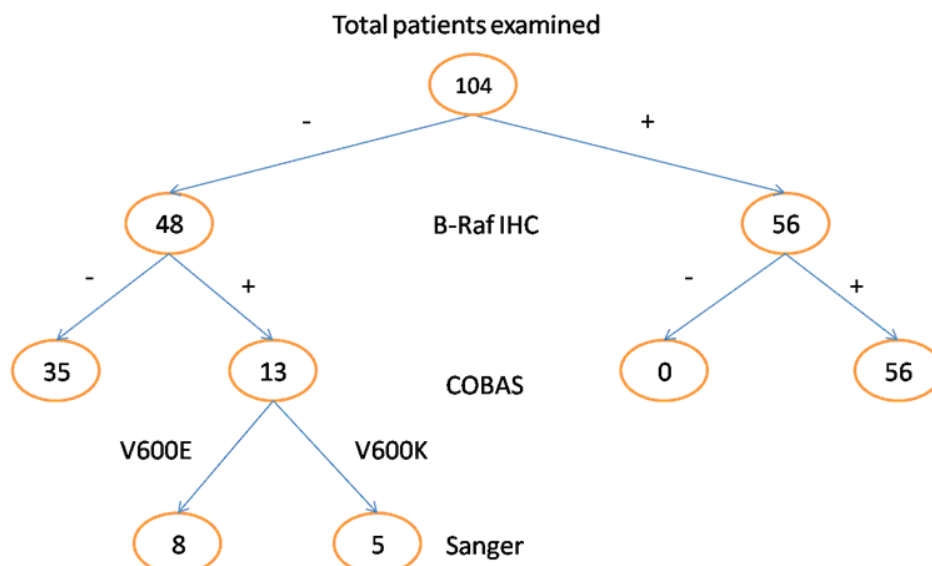 Total patients examined
104
- +
48 B-Raf IHC 56
- + - +
35 13 COBAS 0 56
V600E V600K
8 5 Sanger